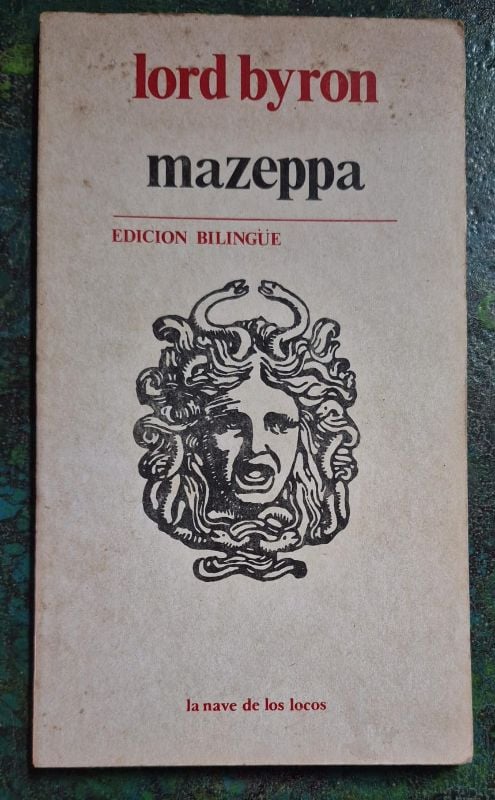 lord byron
mazeppa
EDICION BILINGÜE
la nave de los locos